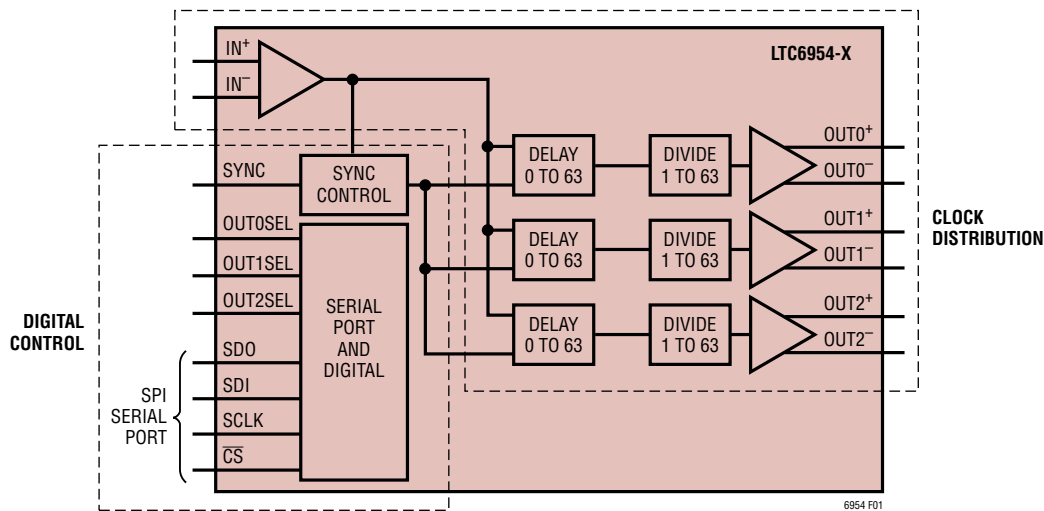 LTC6954-X
IN+
IN–
SYNC
OUT0SEL
OUT1SEL
OUT2SEL
SDO
SDI
SCLK
CS
SYNC
CONTROL
SERIAL
PORT
AND
DIGITAL
DELAY
0 TO 63
DIVIDE
1 TO 63
OUT0+
OUT0–
DELAY
0 TO 63
DIVIDE
1 TO 63
OUT1+
OUT1–
DELAY
0 TO 63
DIVIDE
1 TO 63
OUT2+
OUT2–
CLOCK
DISTRIBUTION
DIGITAL
CONTROL
SPI
SERIAL
PORT
6954 F01